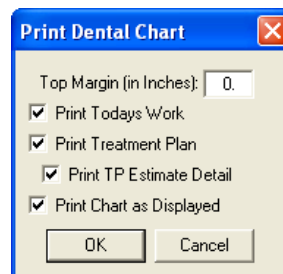 Print Dental Chart
Top Margin (in Inches): 0.
Print Todays Work
Print Treatment Plan
Print TP Estimate Detail
Print Chart as Displayed
OK Cancel